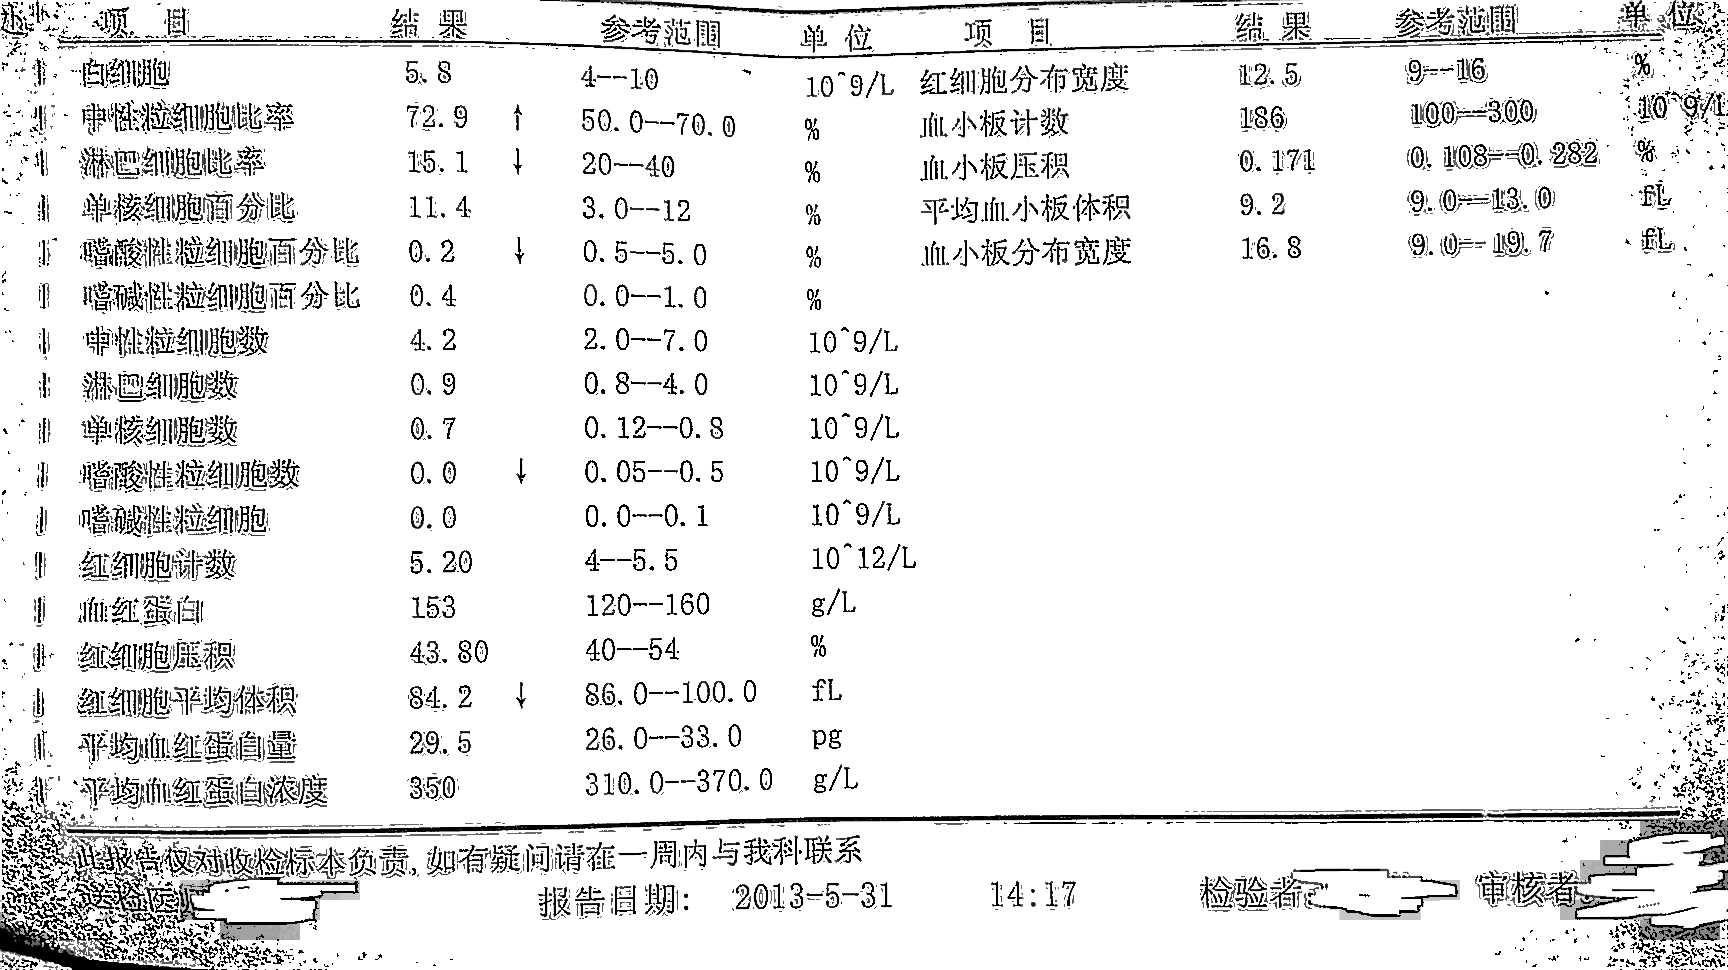 项 目 结 果 参考范围 单 位 项 目 结 果 参考范围 单 位
白细胞 5.8 4--10 10^9/L 红细胞分布宽度 12.5 9--16 %
中性粒细胞比率 72.9 ↑ 50.0--70.0 % 血小板计数 186 100--300 10^9/L
淋巴细胞比率 15.1 ↓ 20--40 % 血小板压积 0.171 0.108--0.282 %
单核细胞百分比 11.4 3.0--12 % 平均血小板体积 9.2 9.0--13.0 fL
嗜酸性粒细胞百分比 0.2 ↓ 0.5--5.0 % 血小板分布宽度 16.8 9.0--19.7 fL
嗜碱性粒细胞百分比 0.4 0.0--1.0 %
中性粒细胞数 4.2 2.0--7.0 10^9/L
淋巴细胞数 0.9 0.8--4.0 10^9/L
单核细胞数 0.7 0.12--0.8 10^9/L
嗜酸性粒细胞数 0.0 ↓ 0.05--0.5 10^9/L
嗜碱性粒细胞 0.0 0.0--0.1 10^9/L
红细胞计数 5.20 4--5.5 10^12/L
血红蛋白 153 120--160 g/L
红细胞压积 43.80 40--54 %
红细胞平均体积 84.2 ↓ 86.0--100.0 fL
平均血红蛋白量 29.5 26.0--33.0 pg
平均血红蛋白浓度 350 310.0--370.0 g/L
此报告仅对收检标本负责,如有疑问请在一周内与我科联系
送检医 报告日期: 2013-5-31 14:17 检验者: 审核者